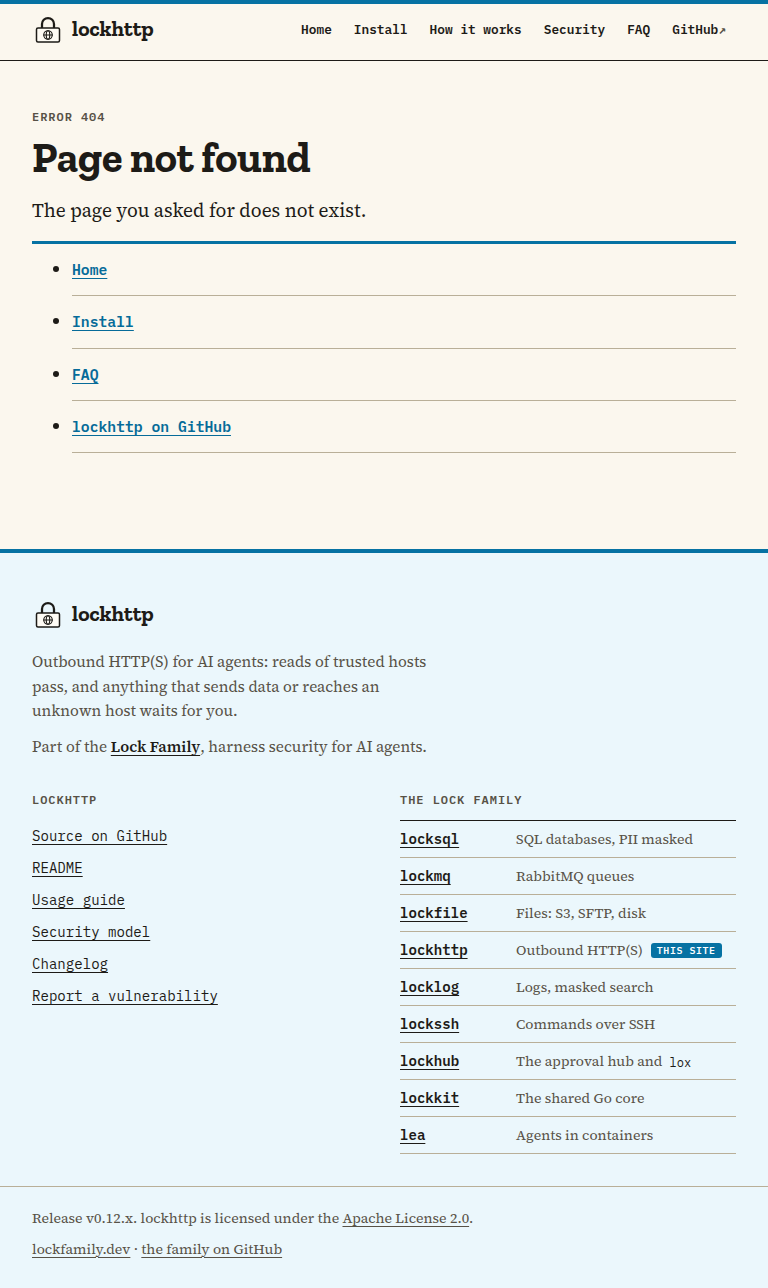 lockhttp
Home Install How it works Security FAQ GitHub↗
ERROR 404
Page not found
The page you asked for does not exist.
Home
Install
FAQ
lockhttp on GitHub
lockhttp
Outbound HTTP(S) for AI agents: reads of trusted hosts
pass, and anything that sends data or reaches an
unknown host waits for you.
Part of the Lock Family, harness security for AI agents.
LOCKHTTP
Source on GitHub
README
Usage guide
Security model
Changelog
Report a vulnerability
THE LOCK FAMILY
locksql SQL databases, PII masked
lockmq RabbitMQ queues
lockfile Files: S3, SFTP, disk
lockhttp Outbound HTTP(S) THIS SITE
locklog Logs, masked search
lockssh Commands over SSH
lockhub The approval hub and lox
lockkit The shared Go core
lea Agents in containers
Release v0.12.x. lockhttp is licensed under the Apache License 2.0.
lockfamily.dev · the family on GitHub